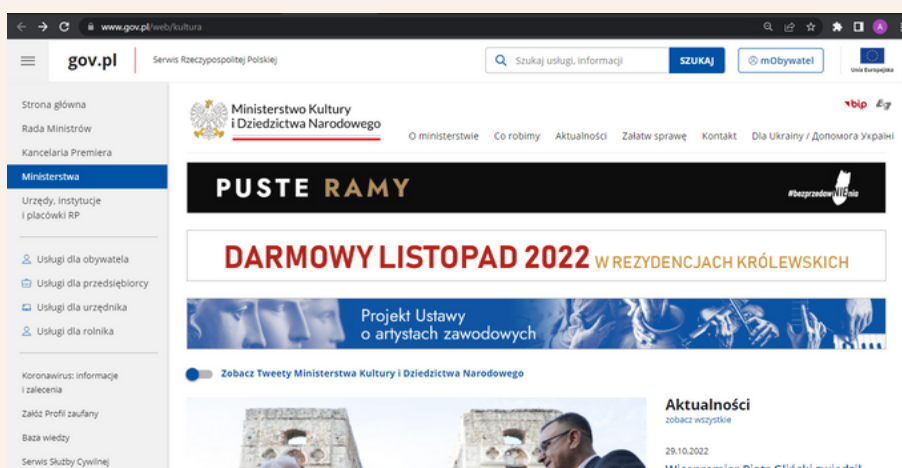 www.gov.pl/web/kultura
gov.pl
Serwis Rzeczypospolitej Polskiej
Szukaj usługi, informacji
SZUKAJ
mObywatel
Unia Europejska
Strona główna
Rada Ministrów
Kancelaria Premiera
Ministerstwa
Urzędy, instytucje
i placówki RP
Usługi dla obywatela
Usługi dla przedsiębiorcy
Usługi dla urzędnika
Usługi dla rolnika
Koronawirus: informacje
i zalecenia
Załóż Profil zaufany
Baza wiedzy
Serwis Służby Cywilnej
Ministerstwo Kultury
i Dziedzictwa Narodowego
bip
O ministerstwie Co robimy Aktualności Załatw sprawę Kontakt Dla Ukrainy / Допомога Україні
PUSTE RAMY
#bezprzedawNIEnia
DARMOWY LISTOPAD 2022 W REZYDENCJACH KRÓLEWSKICH
Projekt Ustawy
o artystach zawodowych
Zobacz Tweety Ministerstwa Kultury i Dziedzictwa Narodowego
Aktualności
zobacz wszystkie
29.10.2022
Wicepremier Piotr Gliński zwiedził